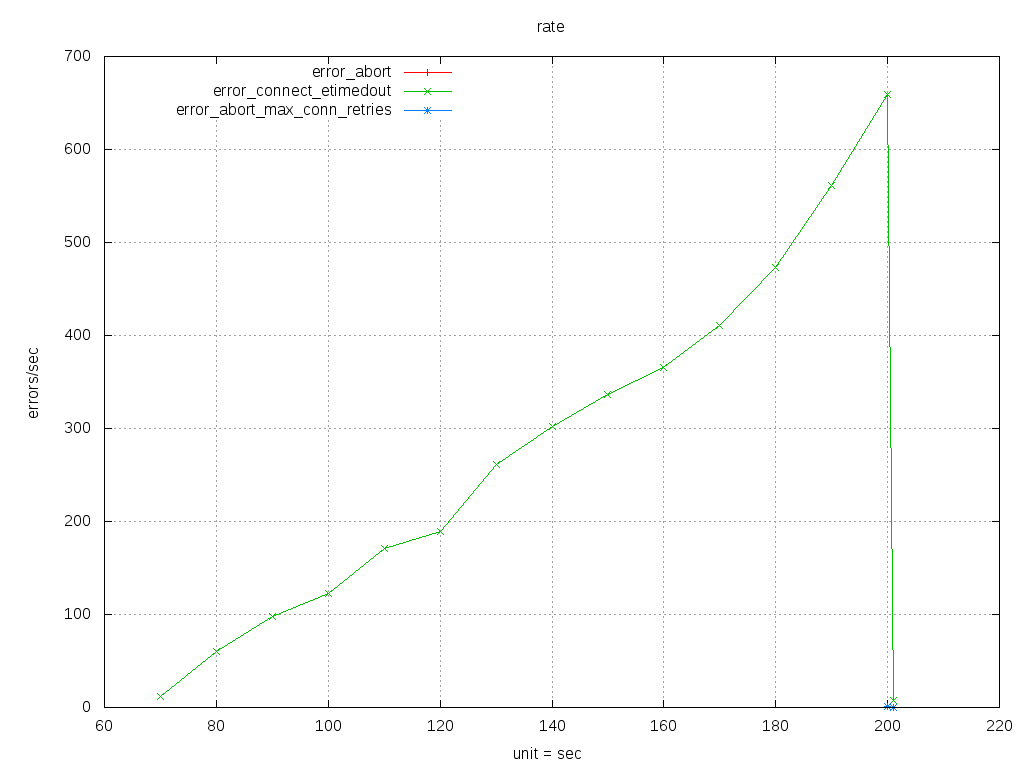 rate
700
600
500
400
300
200
100
0
errors/sec
error_abort
error_connect_etimedout
error_abort_max_conn_retries
60 80 100 120 140 160 180 200 220
unit = sec